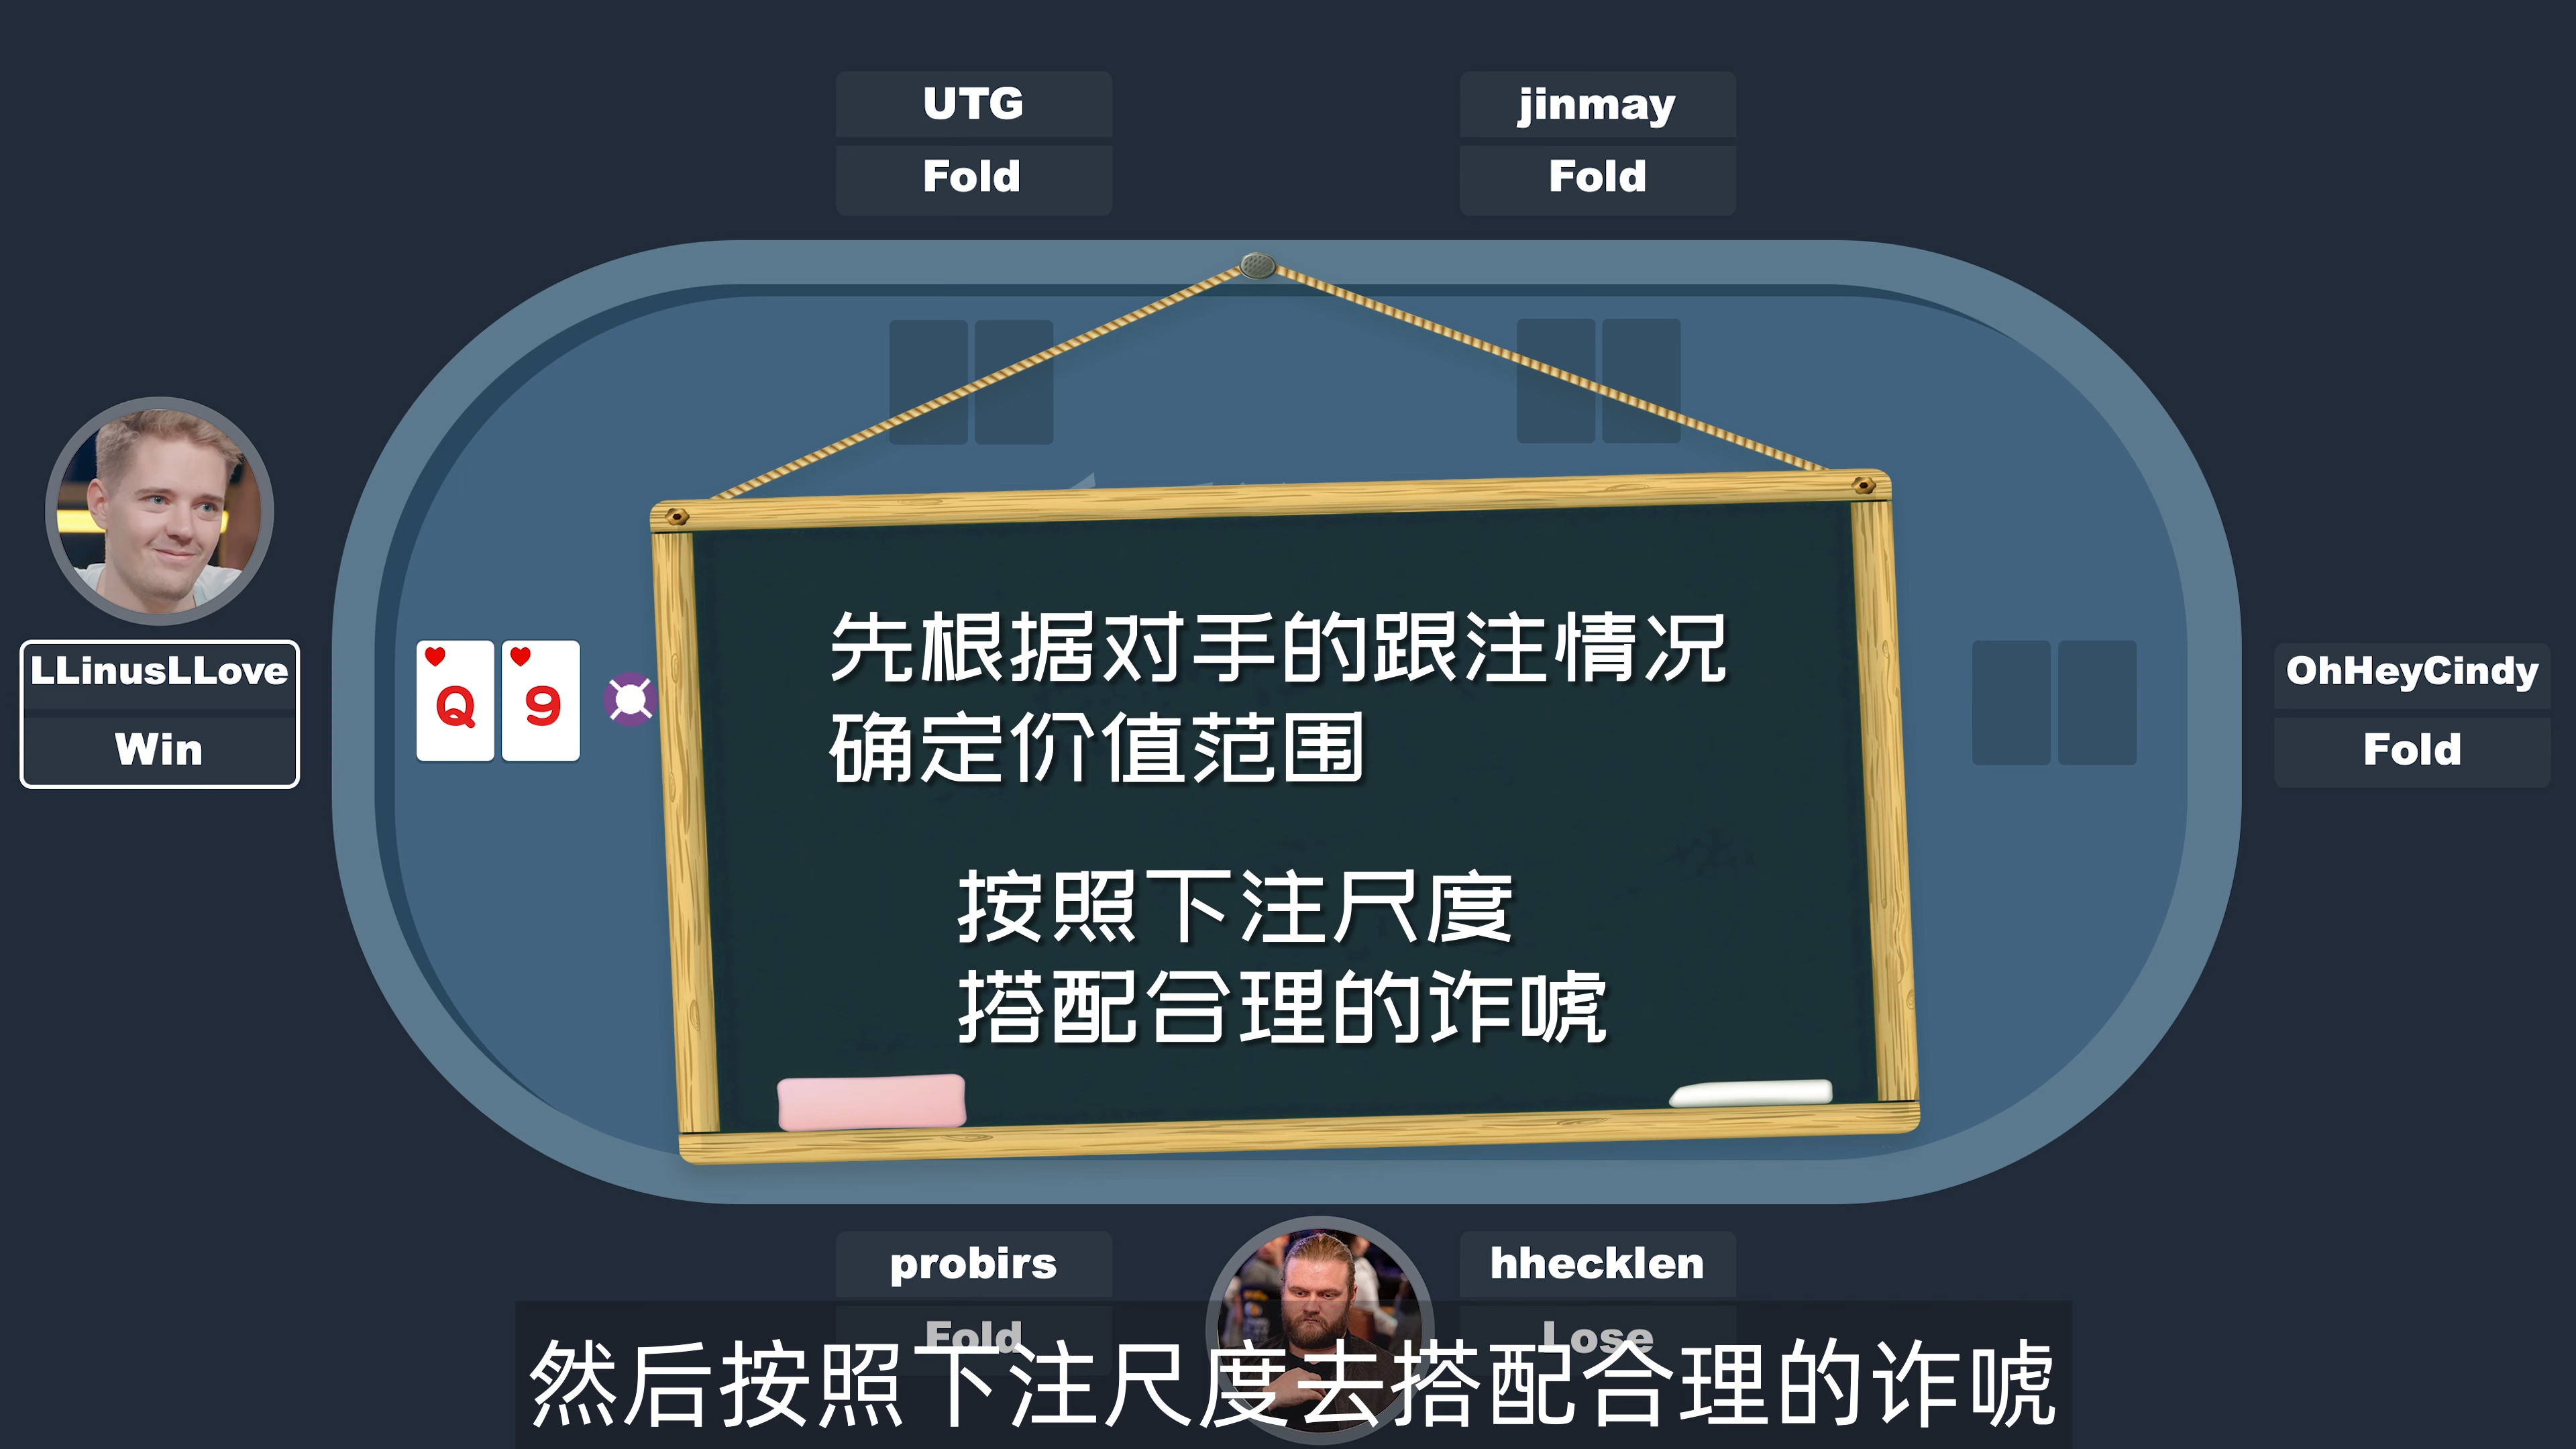 UTG
Fold
jinmay
Fold
LLinusLLove
Win
Q
9
先根据对手的跟注情况
确定价值范围
按照下注尺度
搭配合理的诈唬
OhHeyCindy
Fold
probirs
Fold
hhecklen
Lose
然后按照下注尺度去搭配合理的诈唬